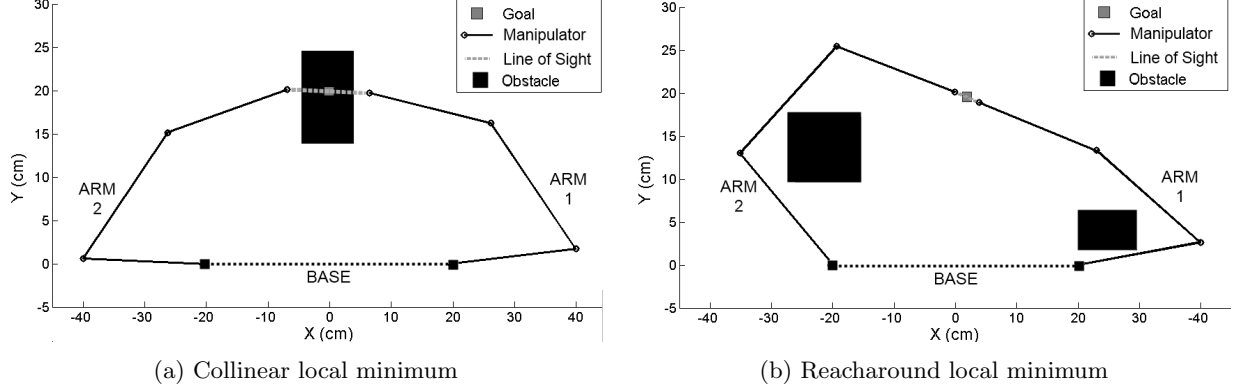 30
25
20
15
10
5
0
-5
Y (cm)
-40
-30
-20
-10
0
10
20
30
40
X (cm)
Goal
Manipulator
Line of Sight
Obstacle
ARM
2
ARM
1
BASE
(a) Collinear local minimum
30
25
20
15
10
5
0
-5
Y (cm)
-40
-30
-20
-10
0
10
20
30
-40
X (cm)
Goal
Manipulator
Line of Sight
Obstacle
ARM
2
ARM
1
BASE
(b) Reacharound local minimum